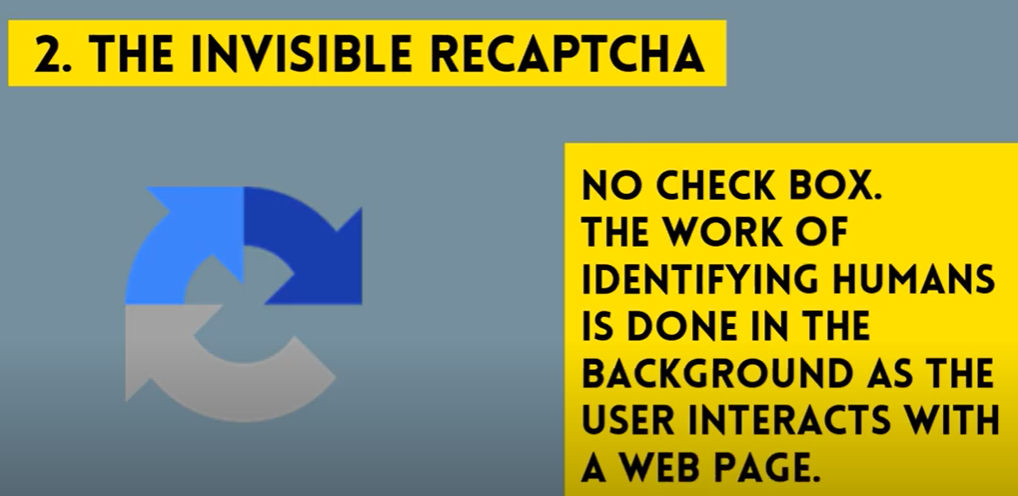 2. THE INVISIBLE RECAPTCHA
NO CHECK BOX.
THE WORK OF
IDENTIFYING HUMANS
IS DONE IN THE
BACKGROUND AS THE
USER INTERACTS WITH
A WEB PAGE.